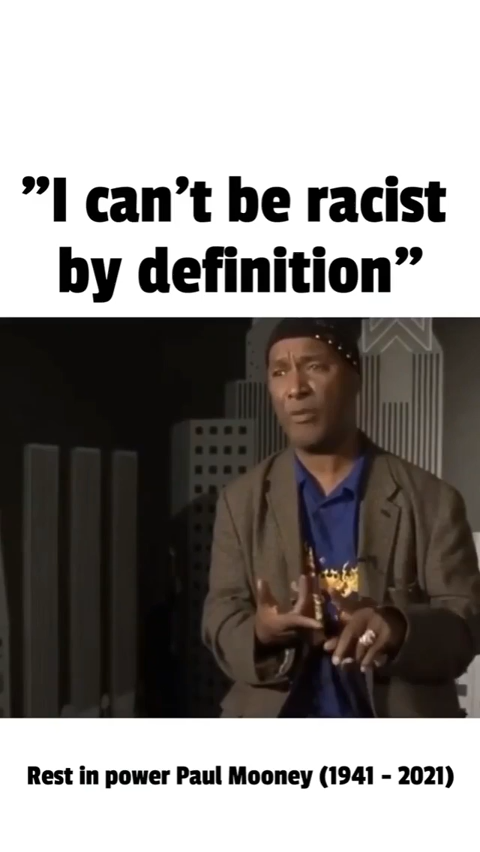 ”I can’t be racist
by definition”
Rest in power Paul Mooney (1941 - 2021)